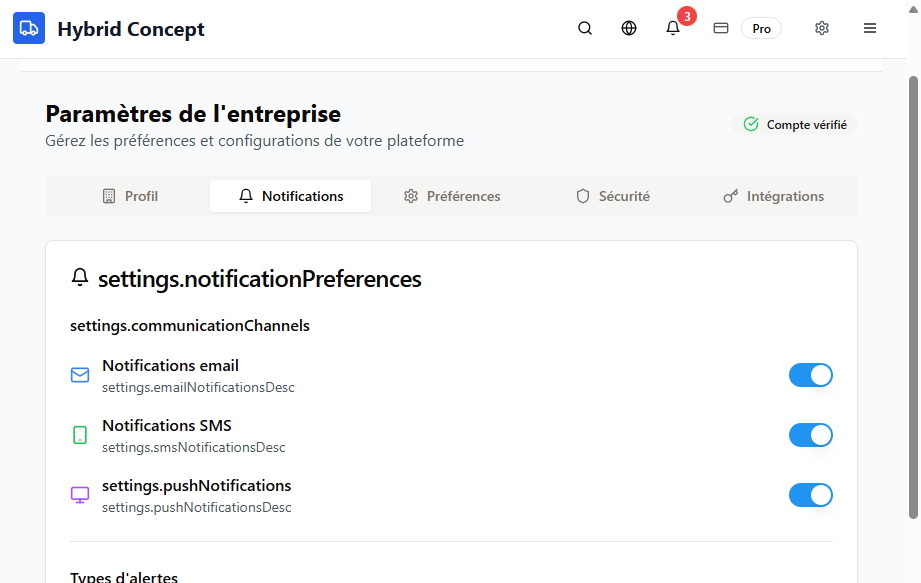 Hybrid Concept
3
Pro
Paramètres de l'entreprise
Gérez les préférences et configurations de votre plateforme
Compte vérifié
Profil
Notifications
Préférences
Sécurité
Intégrations
settings.notificationPreferences
settings.communicationChannels
Notifications email
settings.emailNotificationsDesc
Notifications SMS
settings.smsNotificationsDesc
settings.pushNotifications
settings.pushNotificationsDesc
Types d'alertes